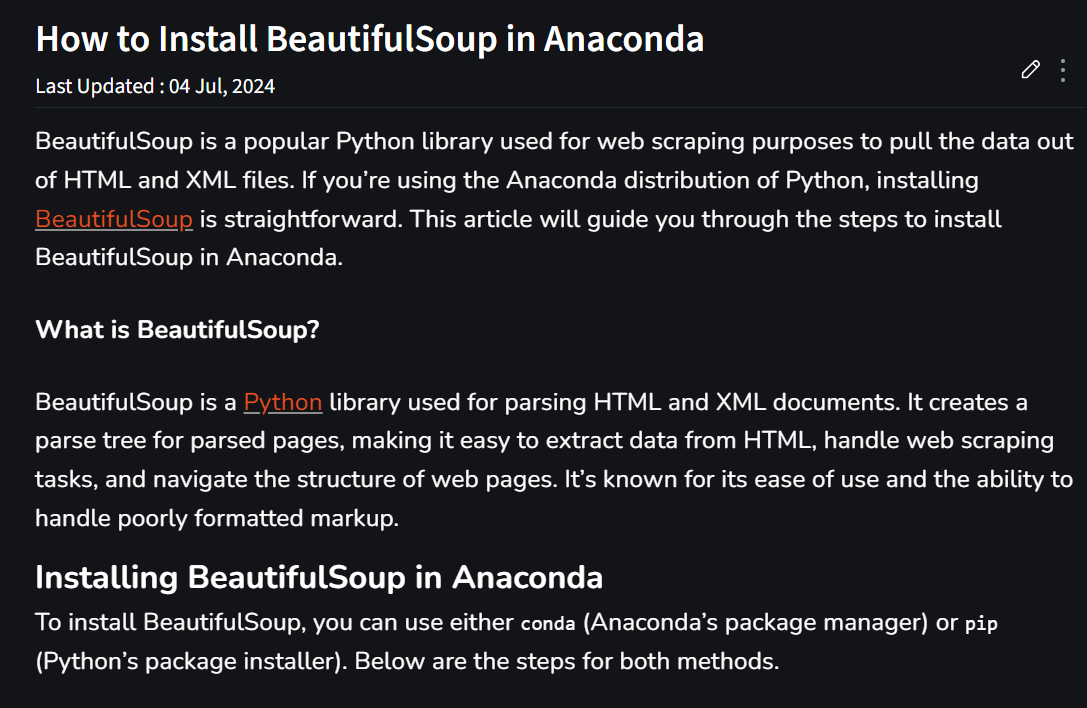 How to Install BeautifulSoup in Anaconda
Last Updated : 04 Jul, 2024
BeautifulSoup is a popular Python library used for web scraping purposes to pull the data out
of HTML and XML files. If you’re using the Anaconda distribution of Python, installing
BeautifulSoup is straightforward. This article will guide you through the steps to install
BeautifulSoup in Anaconda.
What is BeautifulSoup?
BeautifulSoup is a Python library used for parsing HTML and XML documents. It creates a
parse tree for parsed pages, making it easy to extract data from HTML, handle web scraping
tasks, and navigate the structure of web pages. It’s known for its ease of use and the ability to
handle poorly formatted markup.
Installing BeautifulSoup in Anaconda
To install BeautifulSoup, you can use either conda (Anaconda’s package manager) or pip
(Python’s package installer). Below are the steps for both methods.